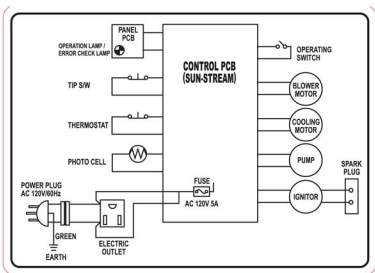 PANEL
PCB
OPERATION LAMP /
ERROR CHECK LAMP
CONTROL PCB
(SUN-STREAM)
OPERATING
SWITCH
TIP S/W
BLOWER
MOTOR
THERMOSTAT
COOLING
MOTOR
PHOTO CELL
PUMP
SPARK
PLUG
FUSE
POWER PLUG
AC 120V/60Hz
AC 120V 5A
IGNITOR
GREEN
ELECTRIC
OUTLET
EARTH